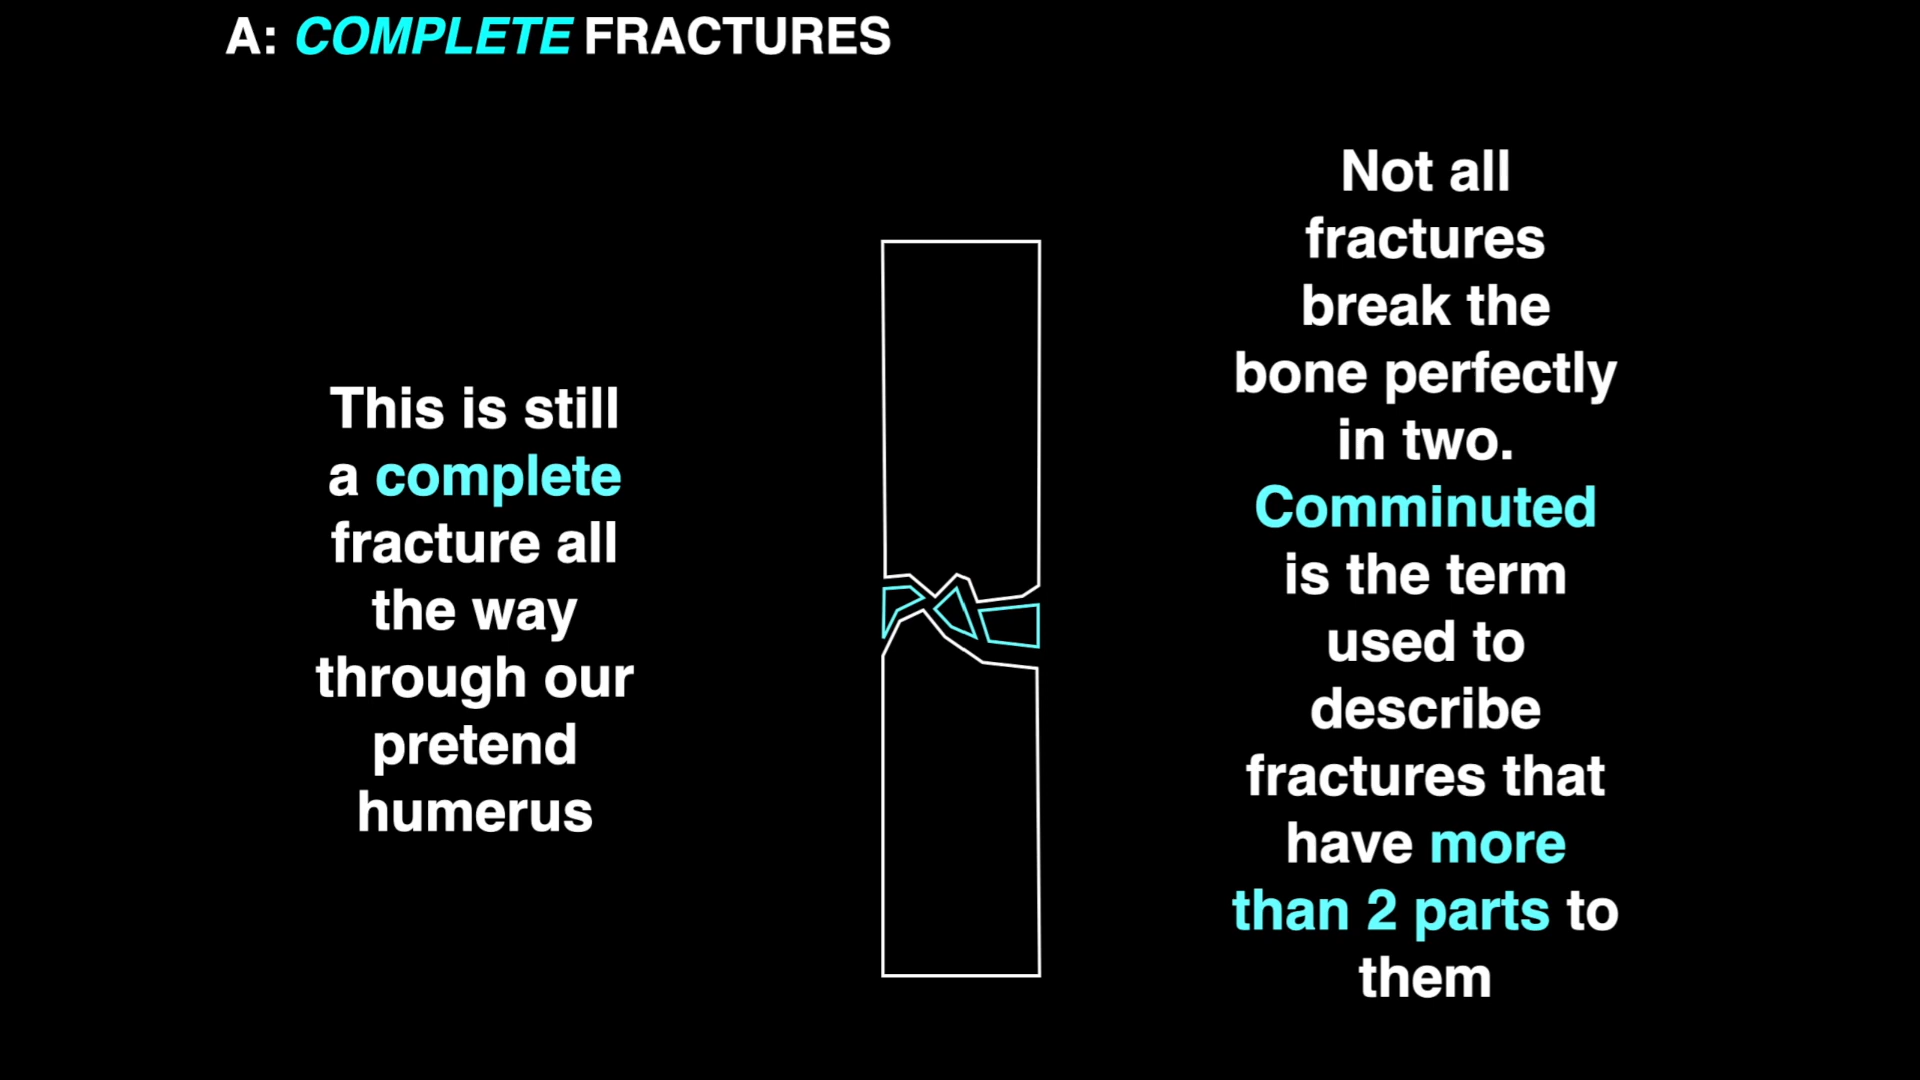 A: COMPLETE FRACTURES
This is still
a complete
fracture all
the way
through our
pretend
humerus
Not all
fractures
break the
bone perfectly
in two.
Comminuted
is the term
used to
describe
fractures that
have more
than 2 parts to
them